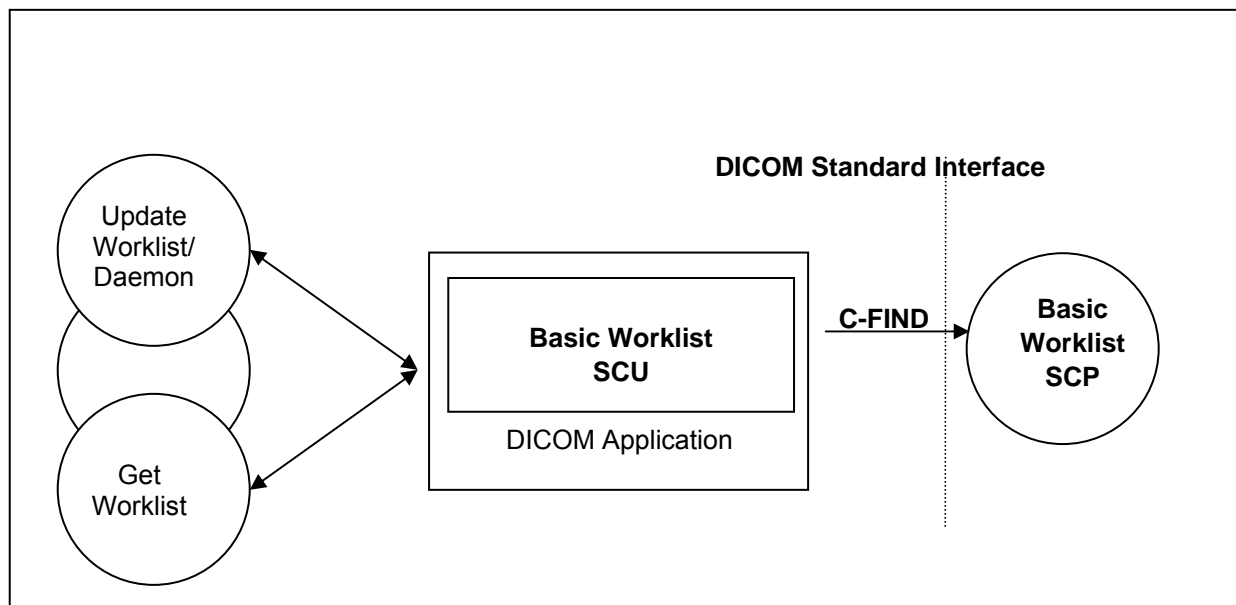 DICOM Standard Interface
Update
Worklist/
Daemon
Basic Worklist
SCU
DICOM Application
C-FIND
Basic
Worklist
SCP
Get
Worklist